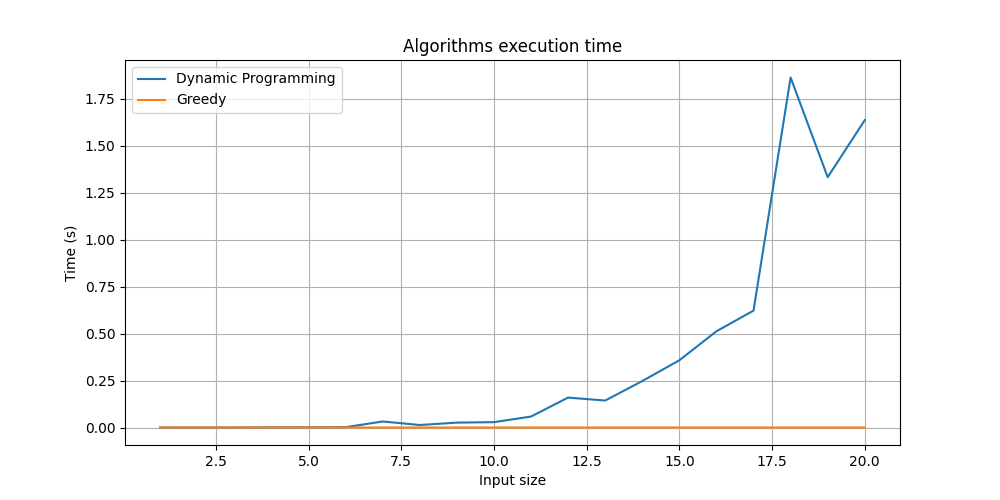 Algorithms execution time
Dynamic Programming
Greedy
Time (s)
1.75
1.50
1.25
1.00
0.75
0.50
0.25
0.00
2.5 5.0 7.5 10.0 12.5 15.0 17.5 20.0
Input size